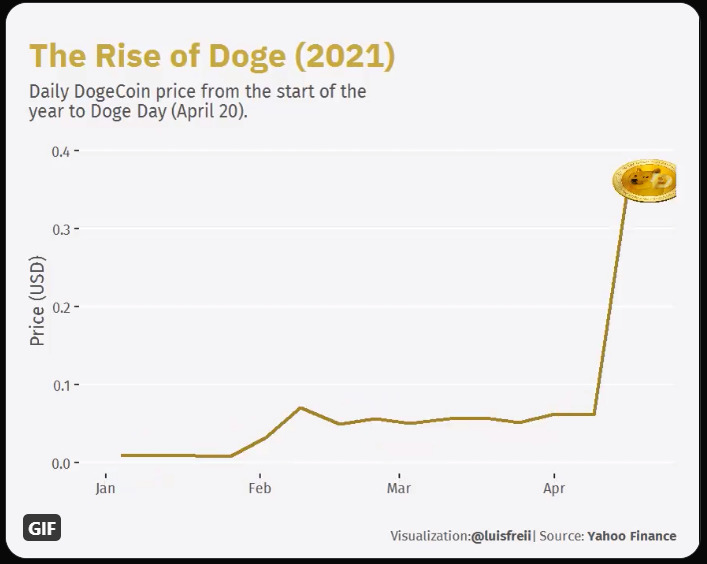 The Rise of Doge (2021)
Daily DogeCoin price from the start of the
year to Doge Day (April 20).
0.4
0.3
0.2
0.1
0.0
Price (USD)
Jan Feb Mar Apr
GIF
Visualization:@luisfreii| Source: Yahoo Finance